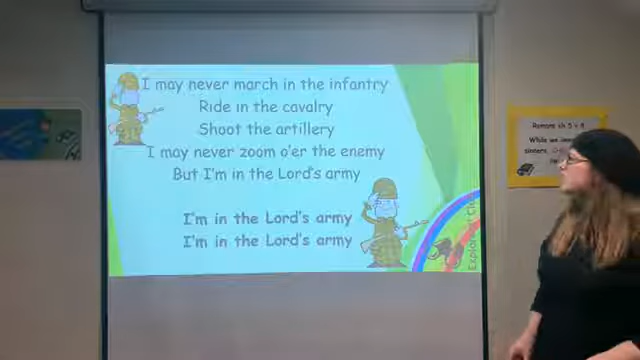 I may never march in the infantry
Ride in the cavalry
Shoot the artillery
I may never zoom o'er the enemy
But I'm in the Lord's army
I'm in the Lord's army
I'm in the Lord's army
Romans ch 5 v 8
While we
sinners,